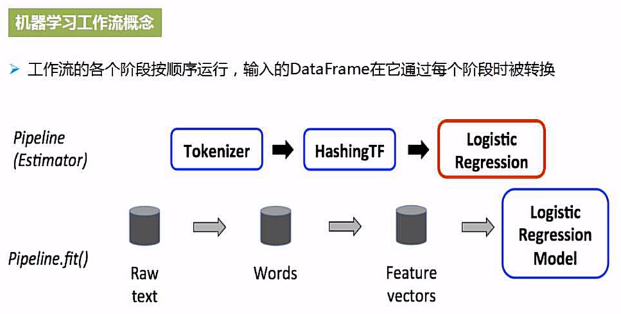 机器学习工作流概念
➤ 工作流的各个阶段按顺序运行，输入的DataFrame在它通过每个阶段时被转换
Pipeline
(Estimator)
Tokenizer
HashingTF
Logistic
Regression
Pipeline.fit()
Raw
text
Words
Feature
vectors
Logistic
Regression
Model